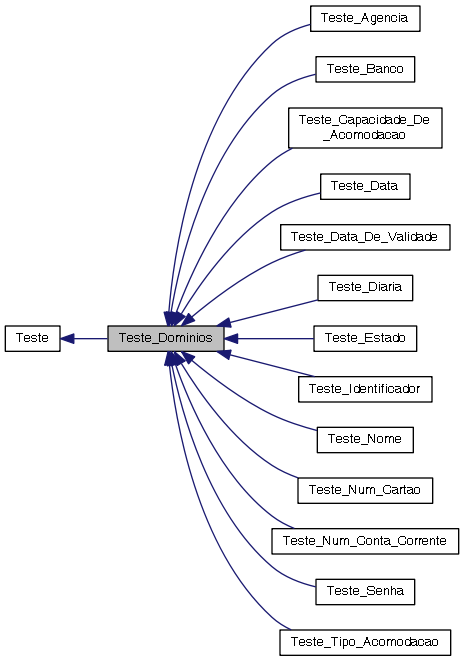 Teste_Agencia
Teste_Banco
Teste_Capacidade_De
_Acomodacao
Teste_Data
Teste_Data_De_Validade
Teste_Diaria
Teste
Teste_Dominios
Teste_Estado
Teste_Identificador
Teste_Nome
Teste_Num_Cartao
Teste_Num_Conta_Corrente
Teste_Senha
Teste_Tipo_Acomodacao